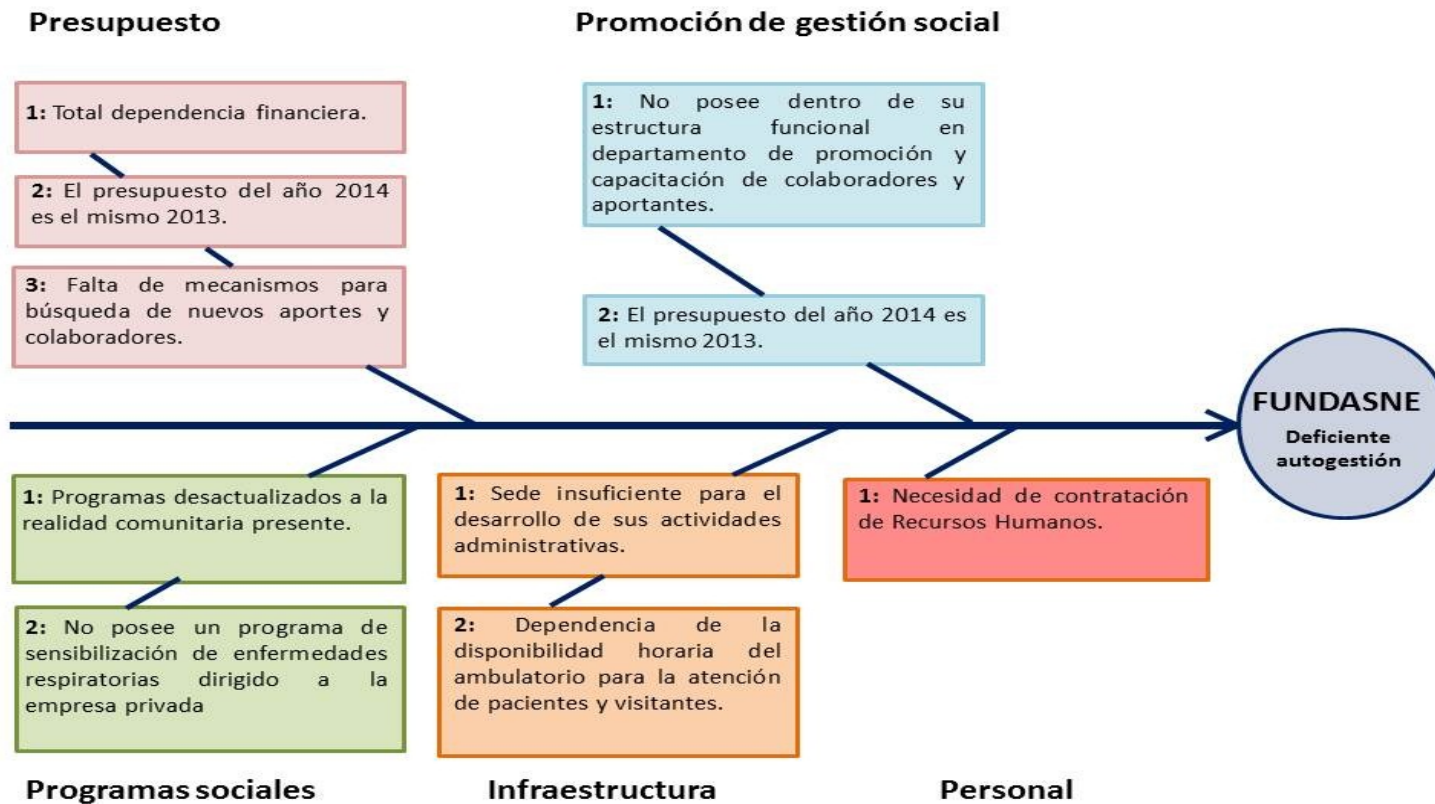 Presupuesto
Promoción de gestión social
1: Total dependencia financiera.
2: El presupuesto del año 2014
es el mismo 2013.
3: Falta de mecanismos para
búsqueda de nuevos aportes y
colaboradores.
1: No posee dentro de su
estructura funcional en
departamento de promoción y
capacitación de colaboradores y
aportantes.
2: El presupuesto del año 2014 es
el mismo 2013.
FUNDASNE
Deficiente
autogestión
1: Programas desactualizados a la
realidad comunitaria presente.
2: No posee un programa de
sensibilización de enfermedades
respiratorias dirigido a la
empresa privada
1: Sede insuficiente para el
desarrollo de sus actividades
administrativas.
2: Dependencia de la
disponibilidad horaria del
ambulatorio para la atención
de pacientes y visitantes.
1: Necesidad de contratación
de Recursos Humanos.
Programas sociales
Infraestructura
Personal